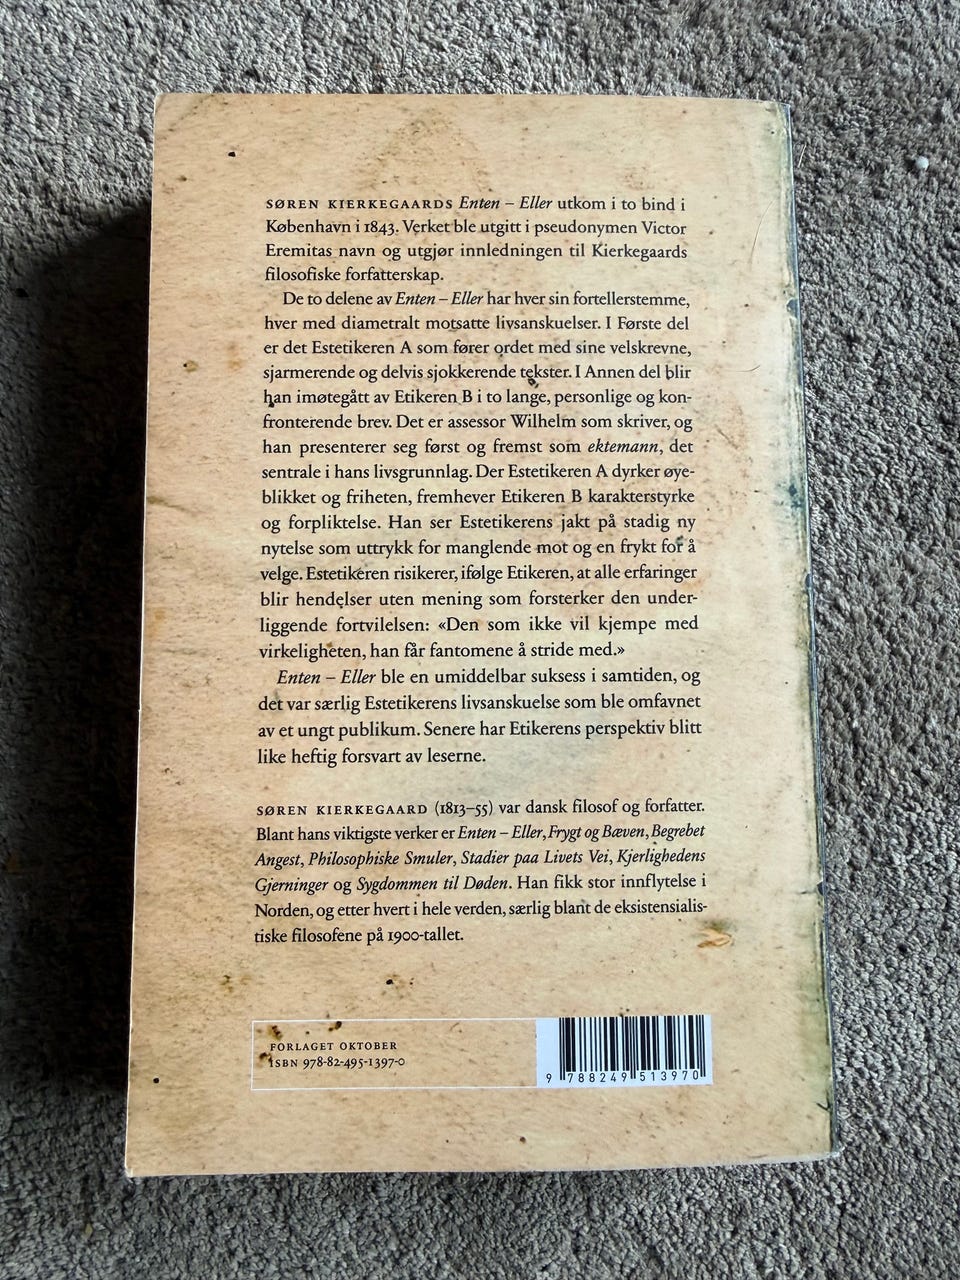 SØREN KIERKEGAARDS Enten – Eller utkom i to bind i
København i 1843. Verket ble utgitt i pseudonymen Victor
Eremitas navn og utgjør innledningen til Kierkegaards
filosofiske forfatterskap.
De to delene av Enten – Eller har hver sin fortellerstemme,
hver med diametralt motsatte livsanskuelser. I Første del
er det Estetikeren A som fører ordet med sine velskrevne,
sjarmerende og delvis sjokkerende tekster. I Annen del blir
han imøtegått av Etikeren B i to lange, personlige og kon-
fronterende brev. Det er assessor Wilhelm som skriver, og
han presenterer seg først og fremst som ektemann, det
sentrale i hans livsgrunnlag. Der Estetikeren A dyrker øye-
blikket og friheten, fremhever Etikeren B karakterstyrke
og forpliktelse. Han ser Estetikerens jakt på stadig ny
nytelse som uttrykk for manglende mot og en frykt for å
velge. Estetikeren risikerer, ifølge Etikeren, at alle erfaringer
blir hendelser uten mening som forsterker den under-
liggende fortvilelsen: «Den som ikke vil kjempe med
virkeligheten, han får fantomene å stride med.»
Enten – Eller ble en umiddelbar suksess i samtiden, og
det var særlig Estetikerens livsanskuelse som ble omfavnet
av et ungt publikum. Senere har Etikerens perspektiv blitt
like heftig forsvart av leserne.
SØREN KIERKEGAARD (1813–55) var dansk filosof og forfatter.
Blant hans viktigste verker er Enten – Eller, Frygt og Bæven, Begrebet
Angest, Philosophiske Smuler, Stadier paa Livets Vei, Kjerlighedens
Gjerninger og Sygdommen til Døden. Han fikk stor innflytelse i
Norden, og etter hvert i hele verden, særlig blant de eksistensialis-
tiske filosofene på 1900-tallet.
FORLAGET OKTOBER
ISBN 978-82-495-1397-0
9 788249 513970